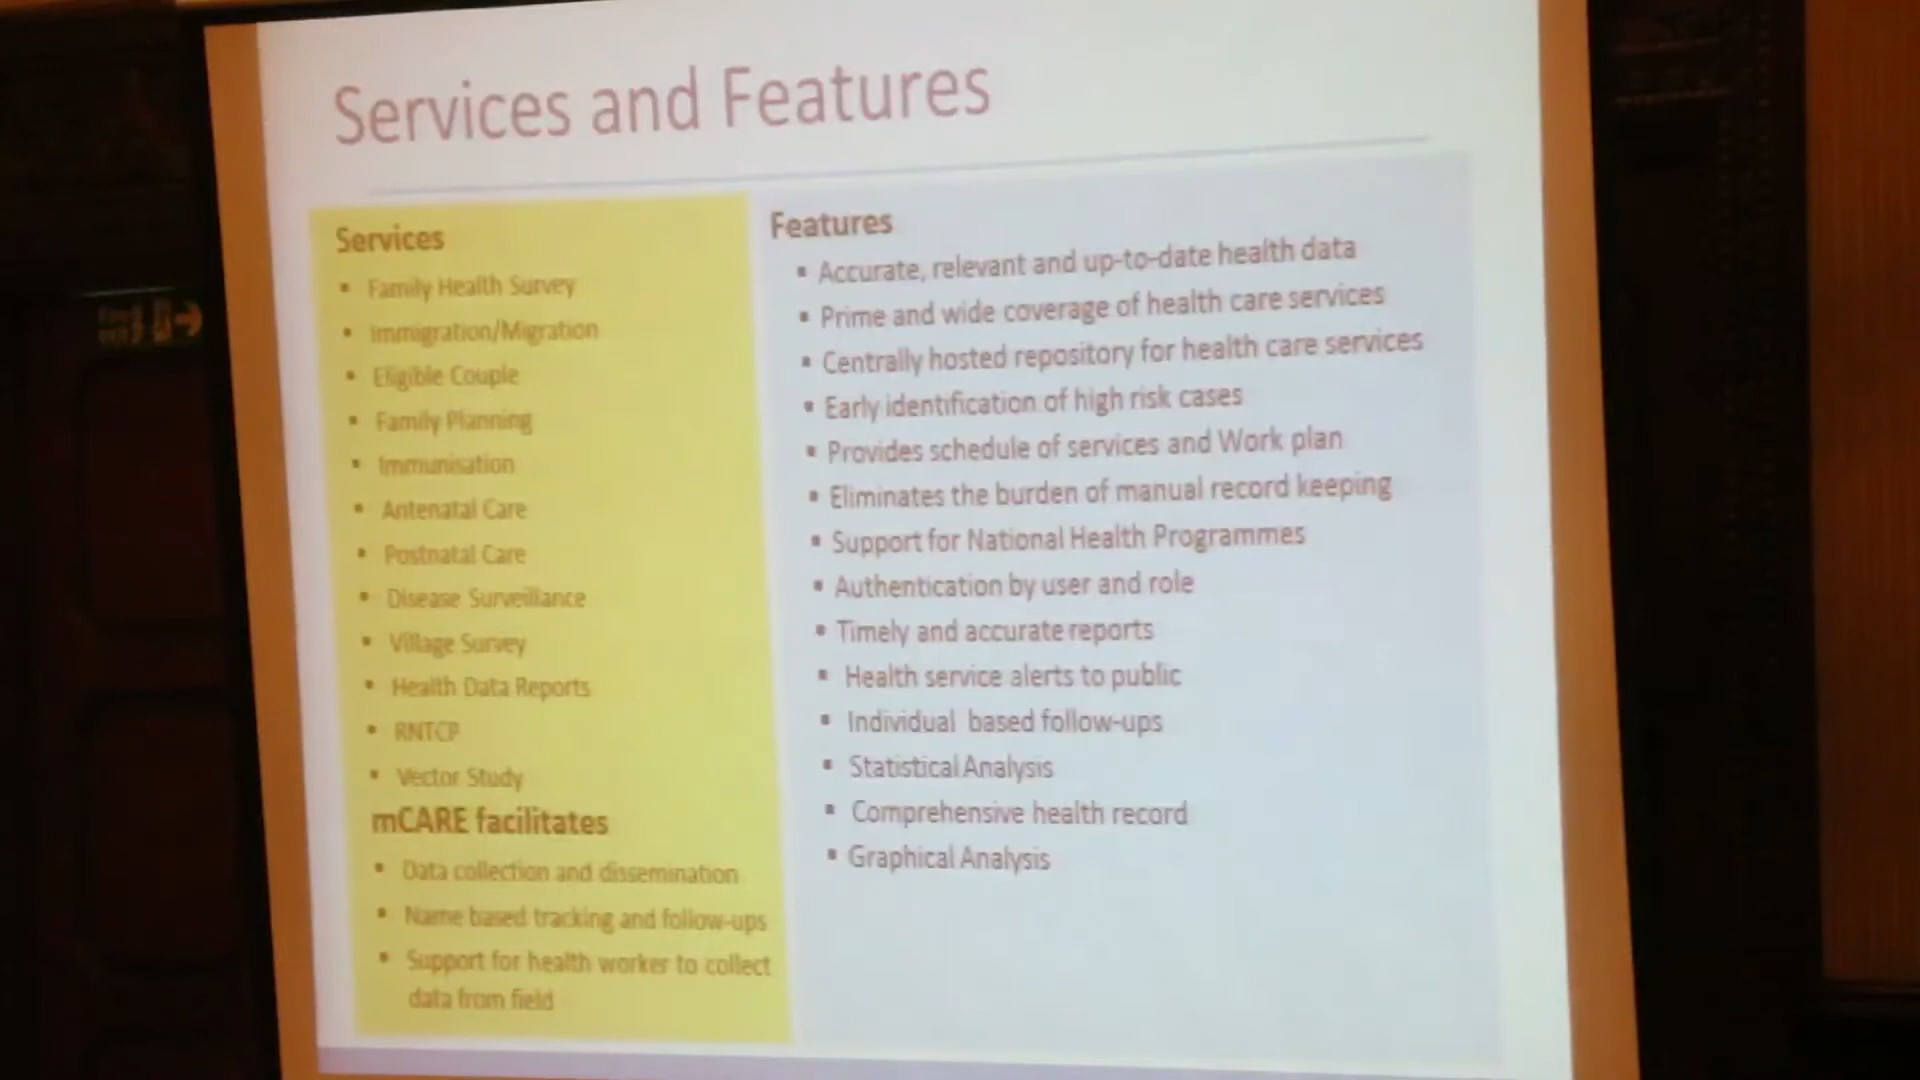 Services and Features
Services
▪ Family Health Survey
▪ Immigration/Migration
▪ Eligible Couple
▪ Family Planning
▪ Immunisation
▪ Antenatal Care
▪ Postnatal Care
▪ Disease Surveillance
▪ Village Survey
▪ Health Data Reports
▪ RNTCP
▪ Vector Study
mCARE facilitates
▪ Data collection and dissemination
▪ Name based tracking and follow-ups
▪ Support for health worker to collect
data from field
Features
▪ Accurate, relevant and up-to-date health data
▪ Prime and wide coverage of health care services
▪ Centrally hosted repository for health care services
▪ Early identification of high risk cases
▪ Provides schedule of services and Work plan
▪ Eliminates the burden of manual record keeping
▪ Support for National Health Programmes
▪ Authentication by user and role
▪ Timely and accurate reports
▪ Health service alerts to public
▪ Individual based follow-ups
▪ Statistical Analysis
▪ Comprehensive health record
▪ Graphical Analysis